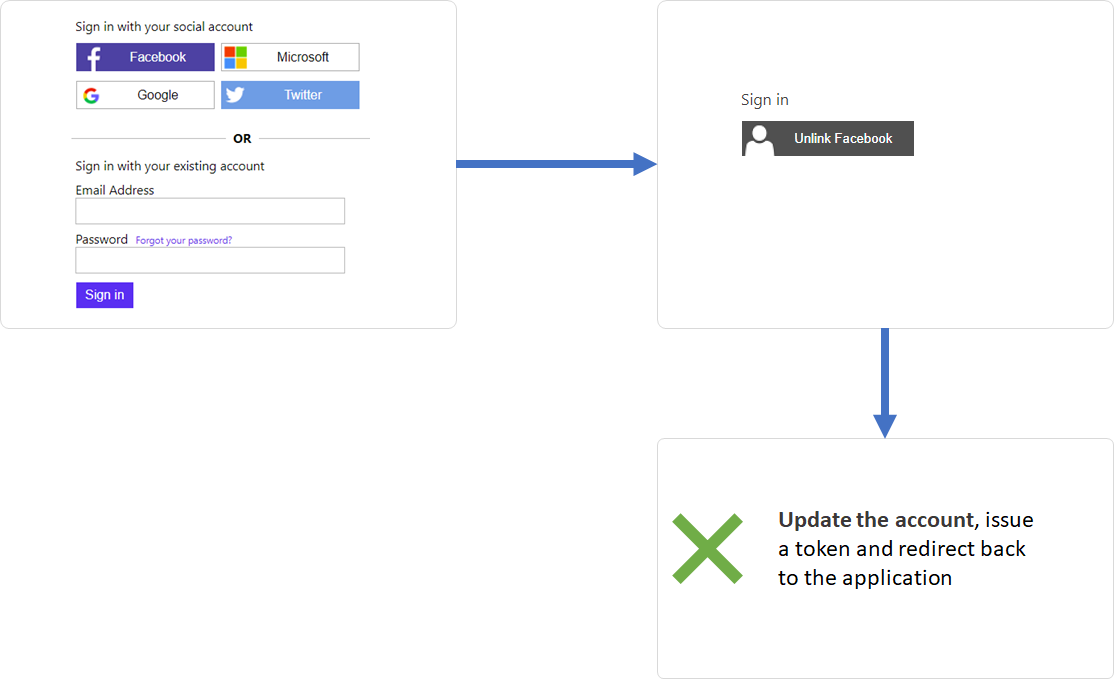 Sign in with your social account
Facebook
Microsoft
Google
Twitter
OR
Sign in with your existing account
Email Address
Password Forgot your password?
Sign in
Sign in
Unlink Facebook
Update the account, issue
a token and redirect back
to the application